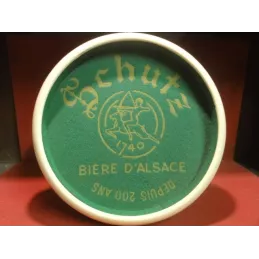 Schutz
1740
BIÈRE D'ALSACE
DEPUIS 200 ANS